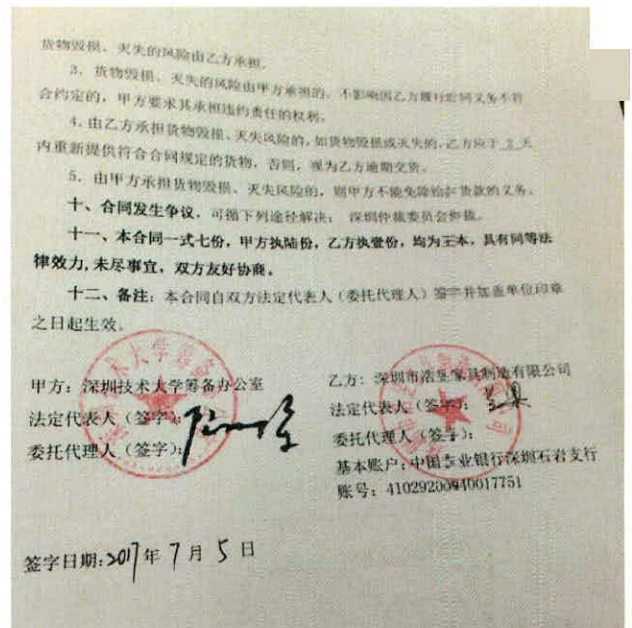 货物毁损、灭失的风险由乙方承担。
3．货物毁损、灭失的风险由甲方承担的，不影响因乙方履行合同义务不符
合约定的，甲方要求其承担违约责任的权利。
4．由乙方承担货物毁损、灭失风险的，如货物毁损或灭失的，乙方应于 天
内重新提供符合合同规定的货物，否则，视为乙方逾期交货。
5．由甲方承担货物毁损、灭失风险的，则甲方不能免除给付货款的义务。
十、合同发生争议，可循下列途径解决： 深圳仲裁委员会仲裁。
十一、本合同一式七份，甲方执陆份，乙方执壹份，均为正本，具有同等法
律效力,未尽事宜，双方友好协商。
十二、备注：本合同自双方法定代表人（委托代理人）签字并加盖单位印章
之日起生效。
甲方：深圳技术大学筹备办公室
法定代表人（签字）：
委托代理人（签字）：
乙方：深圳市浩 家具制造有限公司
法定代表人（签字）：
委托代理人（签字）：
基本账户：中国 业银行深圳石岩支行
账号：41029200040017751
签字日期:2017年7月5日